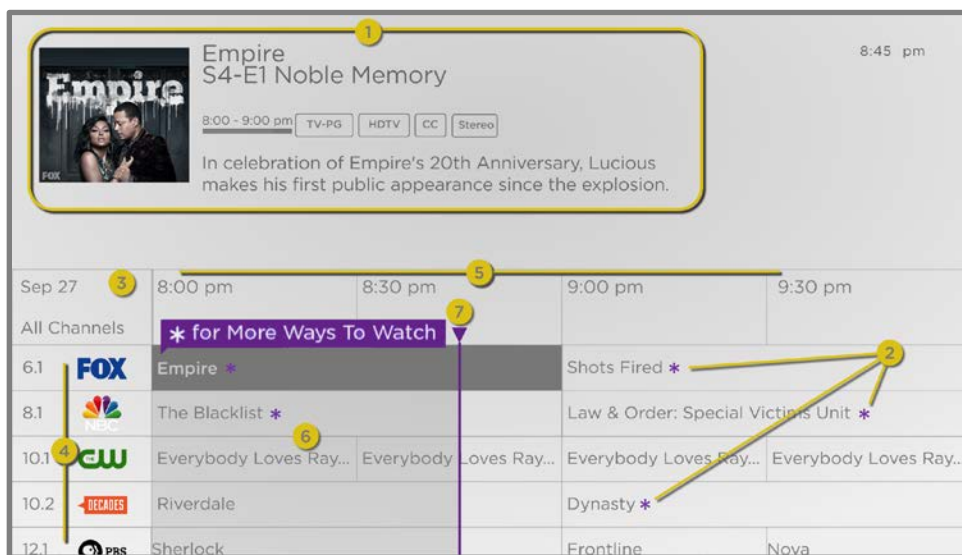 1
Empire
S4-E1 Noble Memory
8:45 pm
Empire
FOX
8:00 - 9:00 pm TV-PG HDTV CC Stereo
In celebration of Empire's 20th Anniversary, Lucious
makes his first public appearance since the explosion.
5
Sep 27 3 8:00 pm 8:30 pm 9:00 pm 9:30 pm
7
All Channels
* for More Ways To Watch
2
6.1 FOX Empire * Shots Fired *
8.1 NBC The Blacklist * Law & Order: Special Victims Unit *
6
4
10.1 THE CW Everybody Loves Ray... Everybody Loves Ray... Everybody Loves Ray... Everybody Loves Ray...
10.2 DECADES Riverdale Dynasty *
12.1 PBS Sherlock Frontline Nova